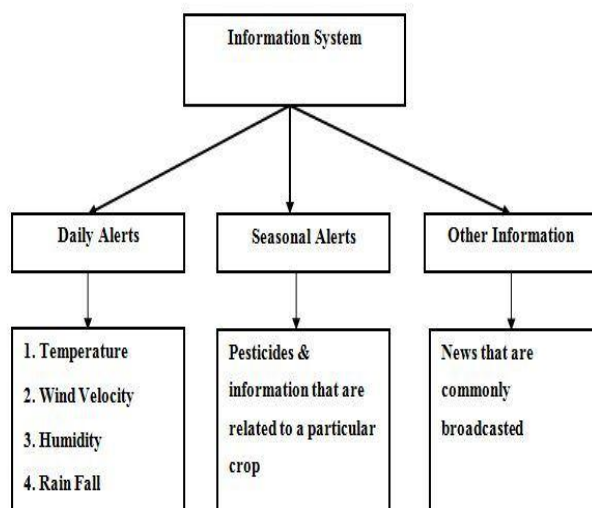 Information System
Daily Alerts
Seasonal Alerts
Other Information
1. Temperature
2. Wind Velocity
3. Humidity
4. Rain Fall
Pesticides &
information that are
related to a particular
crop
News that are
commonly
broadcasted